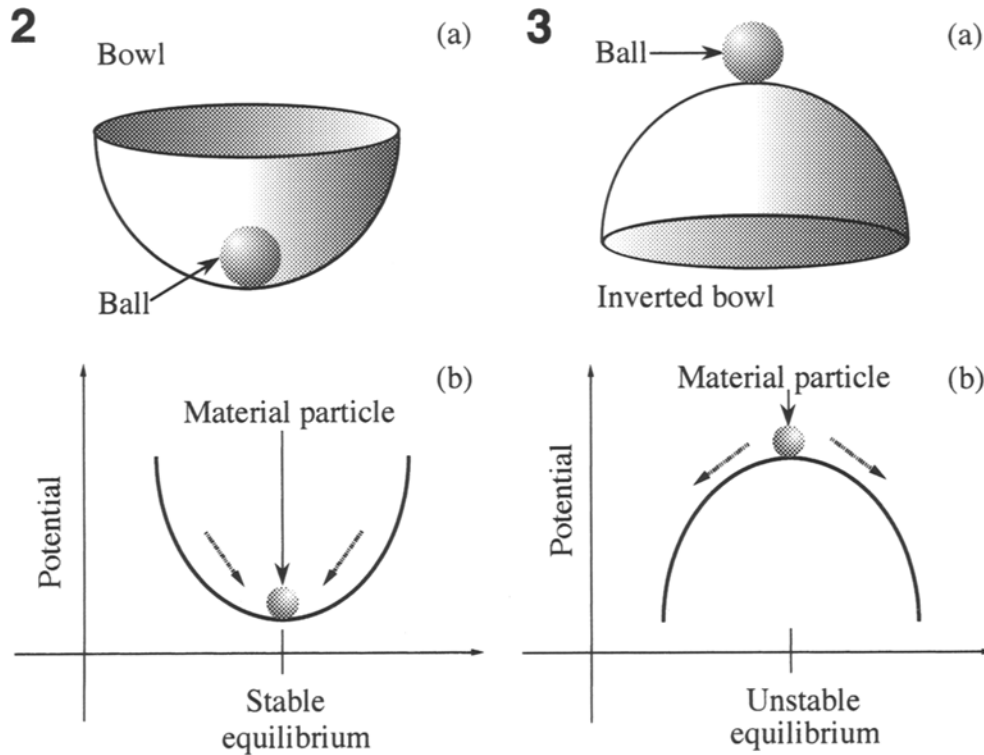 2
(a)
Bowl
Ball
(b)
Material particle
Potential
Stable
equilibrium
3
(a)
Ball
Inverted bowl
Material particle
(b)
Potential
Unstable
equilibrium